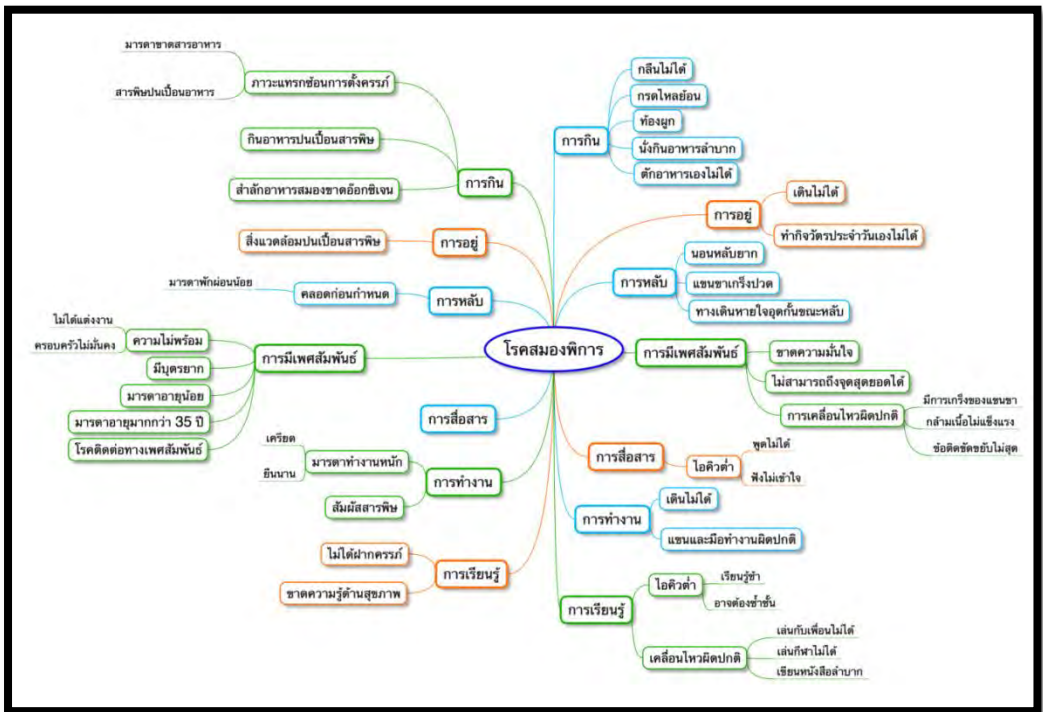 โรคสมองพิการ
การกิน
ภาวะแทรกซ้อนการตั้งครรภ์
มารดาขาดสารอาหาร
สารพิษปนเปื้อนอาหาร
กินอาหารปนเปื้อนสารพิษ
สำลักอาหารสมองขาดอ๊อกซิเจน
การอยู่
สิ่งแวดล้อมปนเปื้อนสารพิษ
การหลับ
คลอดก่อนกำหนด
มารดาพักผ่อนน้อย
การมีเพศสัมพันธ์
ความไม่พร้อม
ไม่ได้แต่งงาน
ครอบครัวไม่มั่นคง
มีบุตรยาก
มารดาอายุน้อย
มารดาอายุมากกว่า 35 ปี
โรคติดต่อทางเพศสัมพันธ์
การสื่อสาร
การทำงาน
มารดาทำงานหนัก
เครียด
ยืนนาน
สัมผัสสารพิษ
การเรียนรู้
ไม่ได้ฝากครรภ์
ขาดความรู้ด้านสุขภาพ
การกิน
กลืนไม่ได้
กรดไหลย้อน
ท้องผูก
นั่งกินอาหารลำบาก
ตักอาหารเองไม่ได้
การอยู่
เดินไม่ได้
ทำกิจวัตรประจำวันเองไม่ได้
การหลับ
นอนหลับยาก
แขนขาเกร็งปวด
ทางเดินหายใจอุดกั้นขณะหลับ
การมีเพศสัมพันธ์
ขาดความมั่นใจ
ไม่สามารถถึงจุดสุดยอดได้
การเคลื่อนไหวผิดปกติ
มีการเกร็งของแขนขา
กล้ามเนื้อไม่แข็งแรง
ข้อติดขัดขยับไม่สุด
การสื่อสาร
ไอคิวต่ำ
พูดไม่ได้
ฟังไม่เข้าใจ
การทำงาน
เดินไม่ได้
แขนและมือทำงานผิดปกติ
การเรียนรู้
ไอคิวต่ำ
เรียนรู้ช้า
อาจต้องซ้ำชั้น
เคลื่อนไหวผิดปกติ
เล่นกับเพื่อนไม่ได้
เล่นกีฬาไม่ได้
เขียนหนังสือลำบาก